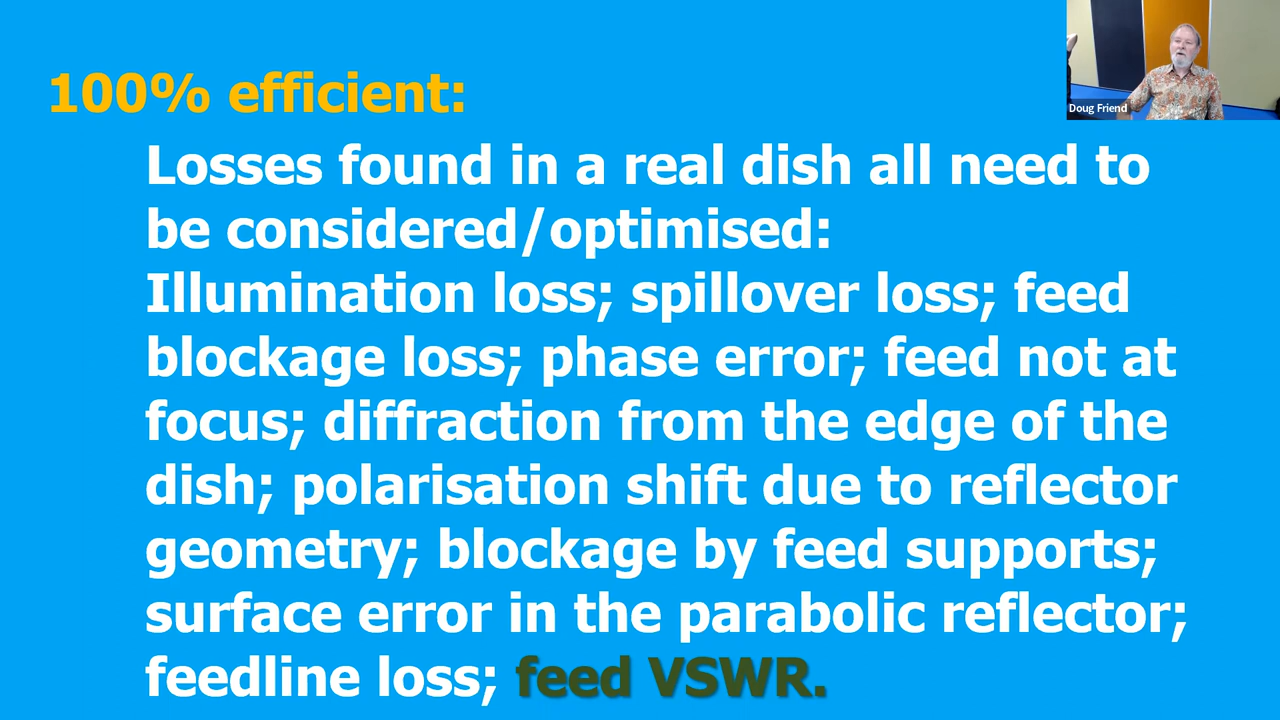 100% efficient:
Losses found in a real dish all need to
be considered/optimised:
Illumination loss; spillover loss; feed
blockage loss; phase error; feed not at
focus; diffraction from the edge of the
dish; polarisation shift due to reflector
geometry; blockage by feed supports;
surface error in the parabolic reflector;
feedline loss; feed VSWR.
Doug Friend